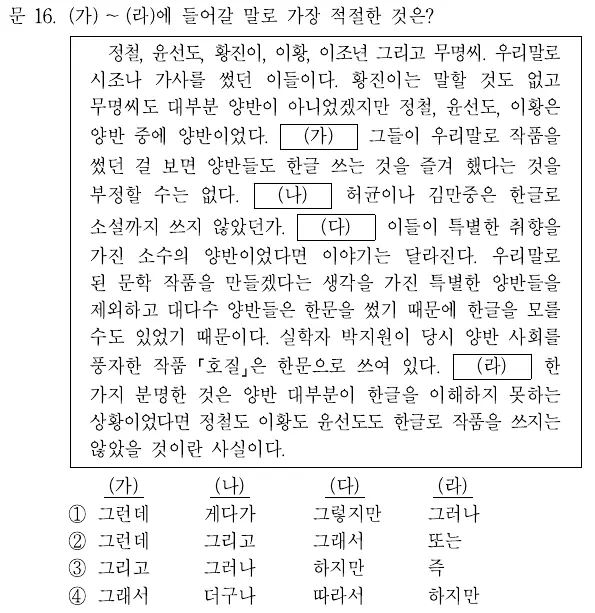 문 16. (가) ~ (라)에 들어갈 말로 가장 적절한 것은?
정철, 윤선도, 황진이, 이황, 이조년 그리고 무명씨. 우리말로
시조나 가사를 썼던 이들이다. 황진이는 말할 것도 없고
무명씨도 대부분 양반이 아니었겠지만 정철, 윤선도, 이황은
양반 중에 양반이었다. (가) 그들이 우리말로 작품을
썼던 걸 보면 양반들도 한글 쓰는 것을 즐겨 했다는 것을
부정할 수는 없다. (나) 허균이나 김만중은 한글로
소설까지 쓰지 않았던가. (다) 이들이 특별한 취향을
가진 소수의 양반이었다면 이야기는 달라진다. 우리말로
된 문학 작품을 만들겠다는 생각을 가진 특별한 양반들을
제외하고 대다수 양반들은 한문을 썼기 때문에 한글을 모를
수도 있었기 때문이다. 실학자 박지원이 당시 양반 사회를
풍자한 작품 「호질」은 한문으로 쓰여 있다. (라) 한
가지 분명한 것은 양반 대부분이 한글을 이해하지 못하는
상황이었다면 정철도 이황도 윤선도도 한글로 작품을 쓰지는
않았을 것이란 사실이다.
(가) (나) (다) (라)
① 그런데 게다가 그렇지만 그러나
② 그런데 그리고 그래서 또는
③ 그리고 그러나 하지만 즉
④ 그래서 더구나 따라서 하지만